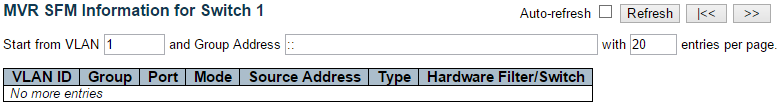 MVR SFM Information for Switch 1
Auto-refresh Refresh |<< >>
Start from VLAN 1 and Group Address :: with 20 entries per page.
VLAN ID Group Port Mode Source Address Type Hardware Filter/Switch
No more entries